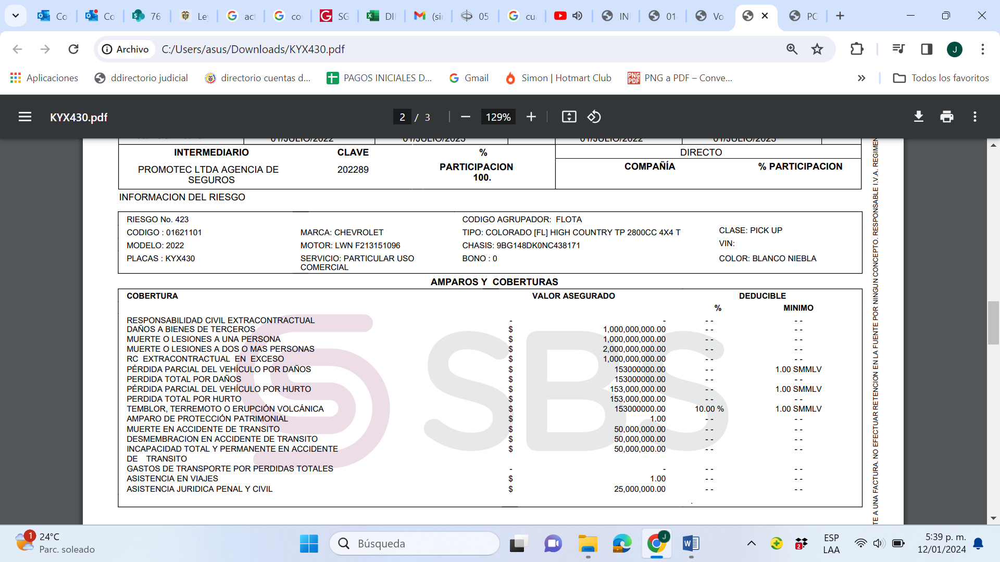 Co
Co
76
Ley
act
co
SG
DII
(sir
05
cu
IN
01
Vo
PC
Archivo C:/Users/asus/Downloads/KYX430.pdf
J
Aplicaciones ddirectorio judicial directorio cuentas d... PAGOS INICIALES D... Gmail Simon | Hotmart Club PNG a PDF – Conve... » Todos los favoritos
KYX430.pdf 2 / 3 129%
01/JULIO/2022 01/JULIO/2023 01/JULIO/2022 01/JULIO/2023
INTERMEDIARIO CLAVE % DIRECTO
PROMOTEC LTDA AGENCIA DE SEGUROS 202289 PARTICIPACION 100. COMPAÑÍA % PARTICIPACION
INFORMACION DEL RIESGO
RIESGO No. 423 CODIGO AGRUPADOR: FLOTA
CODIGO : 01621101 MARCA: CHEVROLET TIPO: COLORADO [FL] HIGH COUNTRY TP 2800CC 4X4 T CLASE: PICK UP
MODELO: 2022 MOTOR: LWN F213151096 CHASIS: 9BG148DK0NC438171 VIN:
PLACAS : KYX430 SERVICIO: PARTICULAR USO COMERCIAL BONO : 0 COLOR: BLANCO NIEBLA
AMPAROS Y COBERTURAS
COBERTURA VALOR ASEGURADO DEDUCIBLE
% MINIMO
RESPONSABILIDAD CIVIL EXTRACONTRACTUAL - - - - - -
DAÑOS A BIENES DE TERCEROS $ 1,000,000,000.00 - - - -
MUERTE O LESIONES A UNA PERSONA $ 1,000,000,000.00 - - - -
MUERTE O LESIONES A DOS O MAS PERSONAS $ 2,000,000,000.00 - - - -
RC EXTRACONTRACTUAL EN EXCESO $ 1,000,000,000.00 - - - -
PÉRDIDA PARCIAL DEL VEHÍCULO POR DAÑOS $ 153000000.00 - - 1.00 SMMLV
PERDIDA TOTAL POR DAÑOS $ 153000000.00 - - - -
PÉRDIDA PARCIAL DEL VEHÍCULO POR HURTO $ 153,000,000.00 - - 1.00 SMMLV
PERDIDA TOTAL POR HURTO $ 153,000,000.00 - - - -
TEMBLOR, TERREMOTO O ERUPCIÓN VOLCÁNICA $ 153000000.00 10.00 % 1.00 SMMLV
AMPARO DE PROTECCIÓN PATRIMONIAL $ 1.00 - - - -
MUERTE EN ACCIDENTE DE TRANSITO $ 50,000,000.00 - - - -
DESMEMBRACION EN ACCIDENTE DE TRANSITO $ 50,000,000.00 - - - -
INCAPACIDAD TOTAL Y PERMANENTE EN ACCIDENTE $ 50,000,000.00 - - - -
DE TRANSITO
GASTOS DE TRANSPORTE POR PERDIDAS TOTALES - - - - - -
ASISTENCIA EN VIAJES $ 1.00 - - - -
ASISTENCIA JURIDICA PENAL Y CIVIL $ 25,000,000.00 - - - -
.
SBS
TE A UNA FACTURA. NO EFECTUAR RETENCION EN LA FUENTE POR NINGUN CONCEPTO. RESPONSABLE I.V.A. REGIMEN
1 24°C
Parc. soleado
Búsqueda
J
2
ESP
LAA
5:39 p. m.
12/01/2024